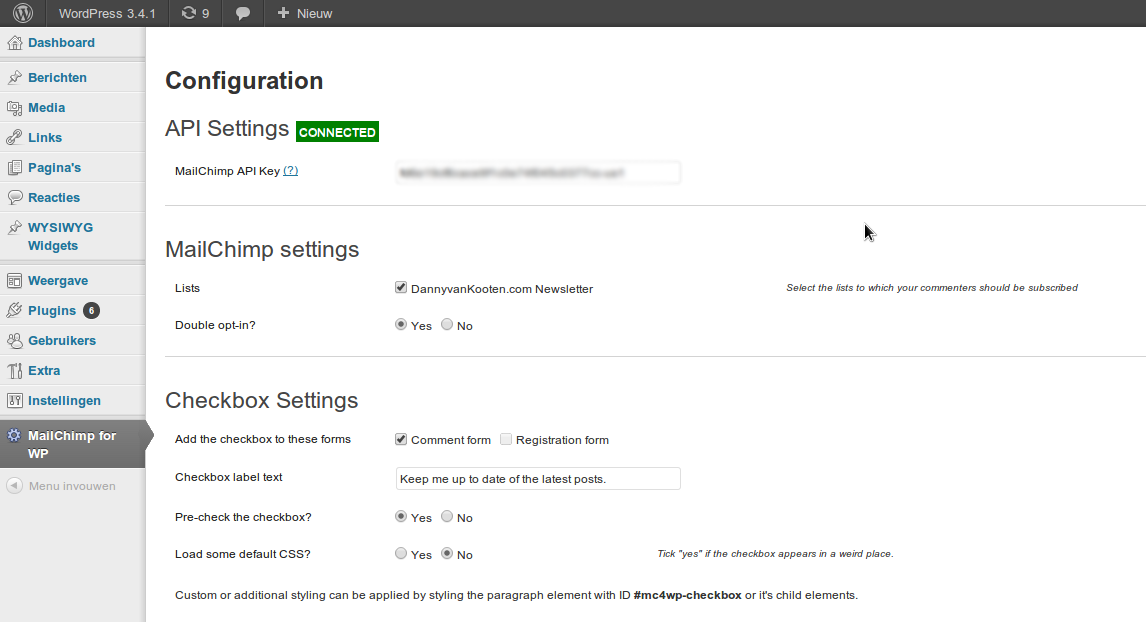 WordPress 3.4.1 9 + Nieuw
Dashboard
Berichten
Media
Links
Pagina's
Reacties
WYSIWYG
Widgets
Weergave
Plugins 6
Gebruikers
Extra
Instellingen
MailChimp for
WP
Menu invouwen
Configuration
API Settings CONNECTED
MailChimp API Key (?)
MailChimp settings
Lists DannyvanKooten.com Newsletter Select the lists to which your commenters should be subscribed
Double opt-in? Yes No
Checkbox Settings
Add the checkbox to these forms Comment form Registration form
Checkbox label text Keep me up to date of the latest posts.
Pre-check the checkbox? Yes No
Load some default CSS? Yes No Tick "yes" if the checkbox appears in a weird place.
Custom or additional styling can be applied by styling the paragraph element with ID #mc4wp-checkbox or it's child elements.